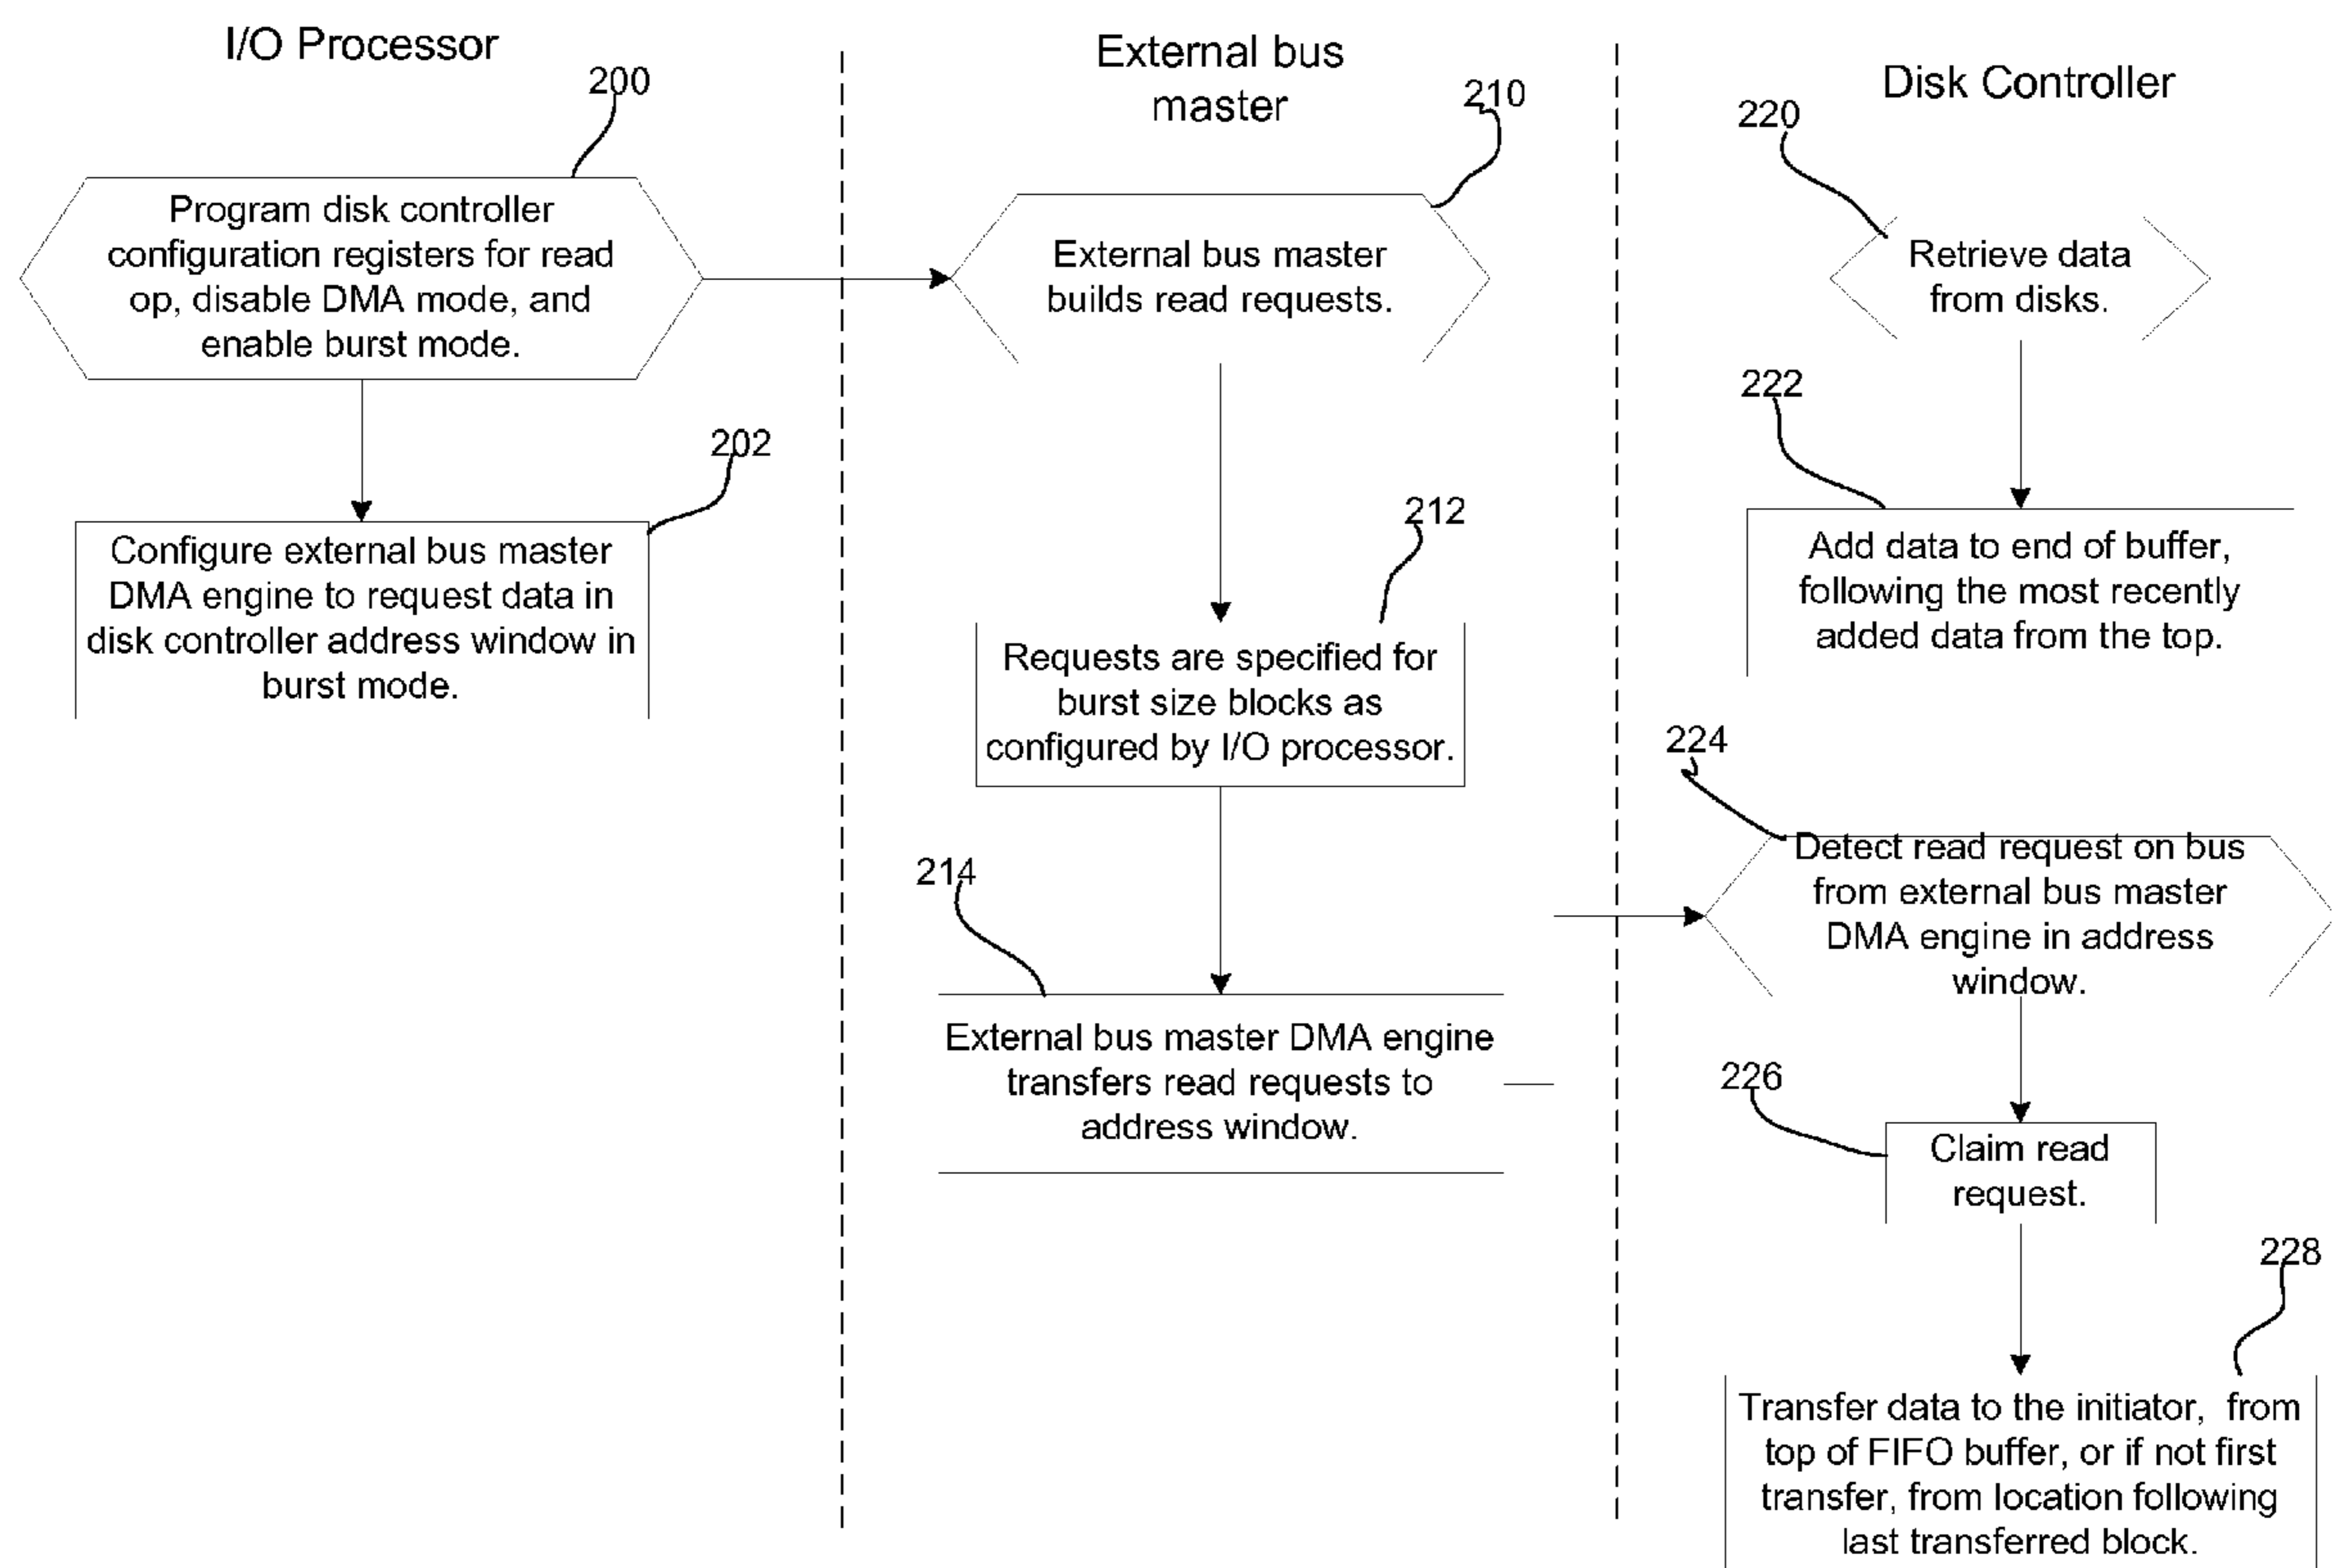 I/O Processor
200
Program disk controller
configuration registers for read
op, disable DMA mode, and
enable burst mode.
202
Configure external bus master
DMA engine to request data in
disk controller address window in
burst mode.
External bus
master
210
External bus master
builds read requests.
212
Requests are specified for
burst size blocks as
configured by I/O processor.
214
External bus master DMA engine
transfers read requests to
address window.
Disk Controller
220
Retrieve data
from disks.
222
Add data to end of buffer,
following the most recently
added data from the top.
224
Detect read request on bus
from external bus master
DMA engine in address
window.
226
Claim read
request.
228
Transfer data to the initiator, from
top of FIFO buffer, or if not first
transfer, from location following
last transferred block.